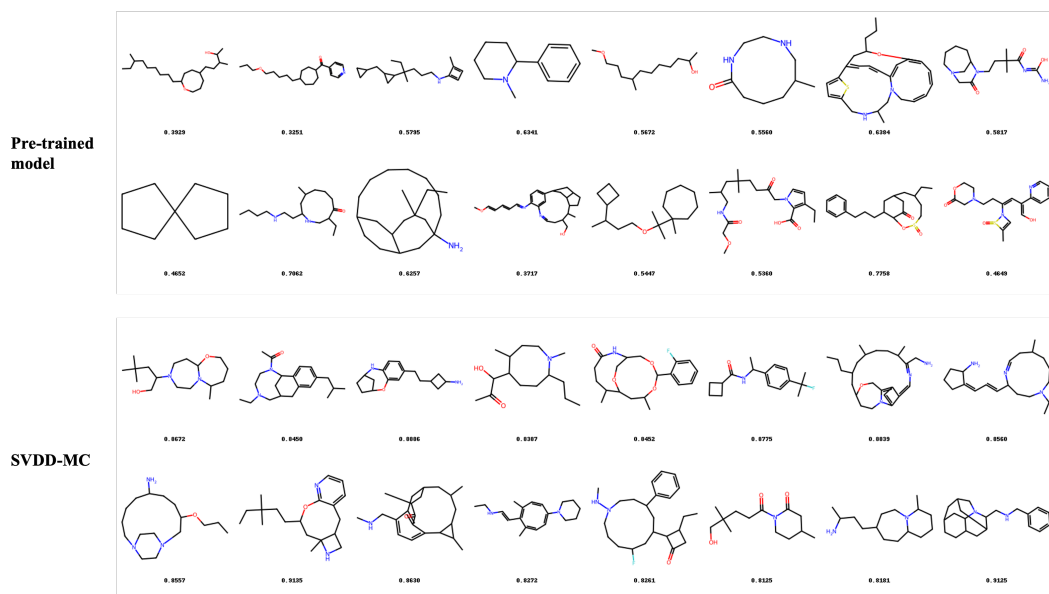 Pre-trained
model
0.3929 0.3251 0.5795 0.6341 0.5672 0.5560 0.6384 0.5817
0.4652 0.7062 0.6257 0.3717 0.5447 0.5360 0.7758 0.4649
SVDD-MC
0.8672 0.8450 0.8886 0.8387 0.8452 0.8775 0.8839 0.8560
0.8557 0.9135 0.8630 0.8272 0.8261 0.8125 0.8181 0.9125